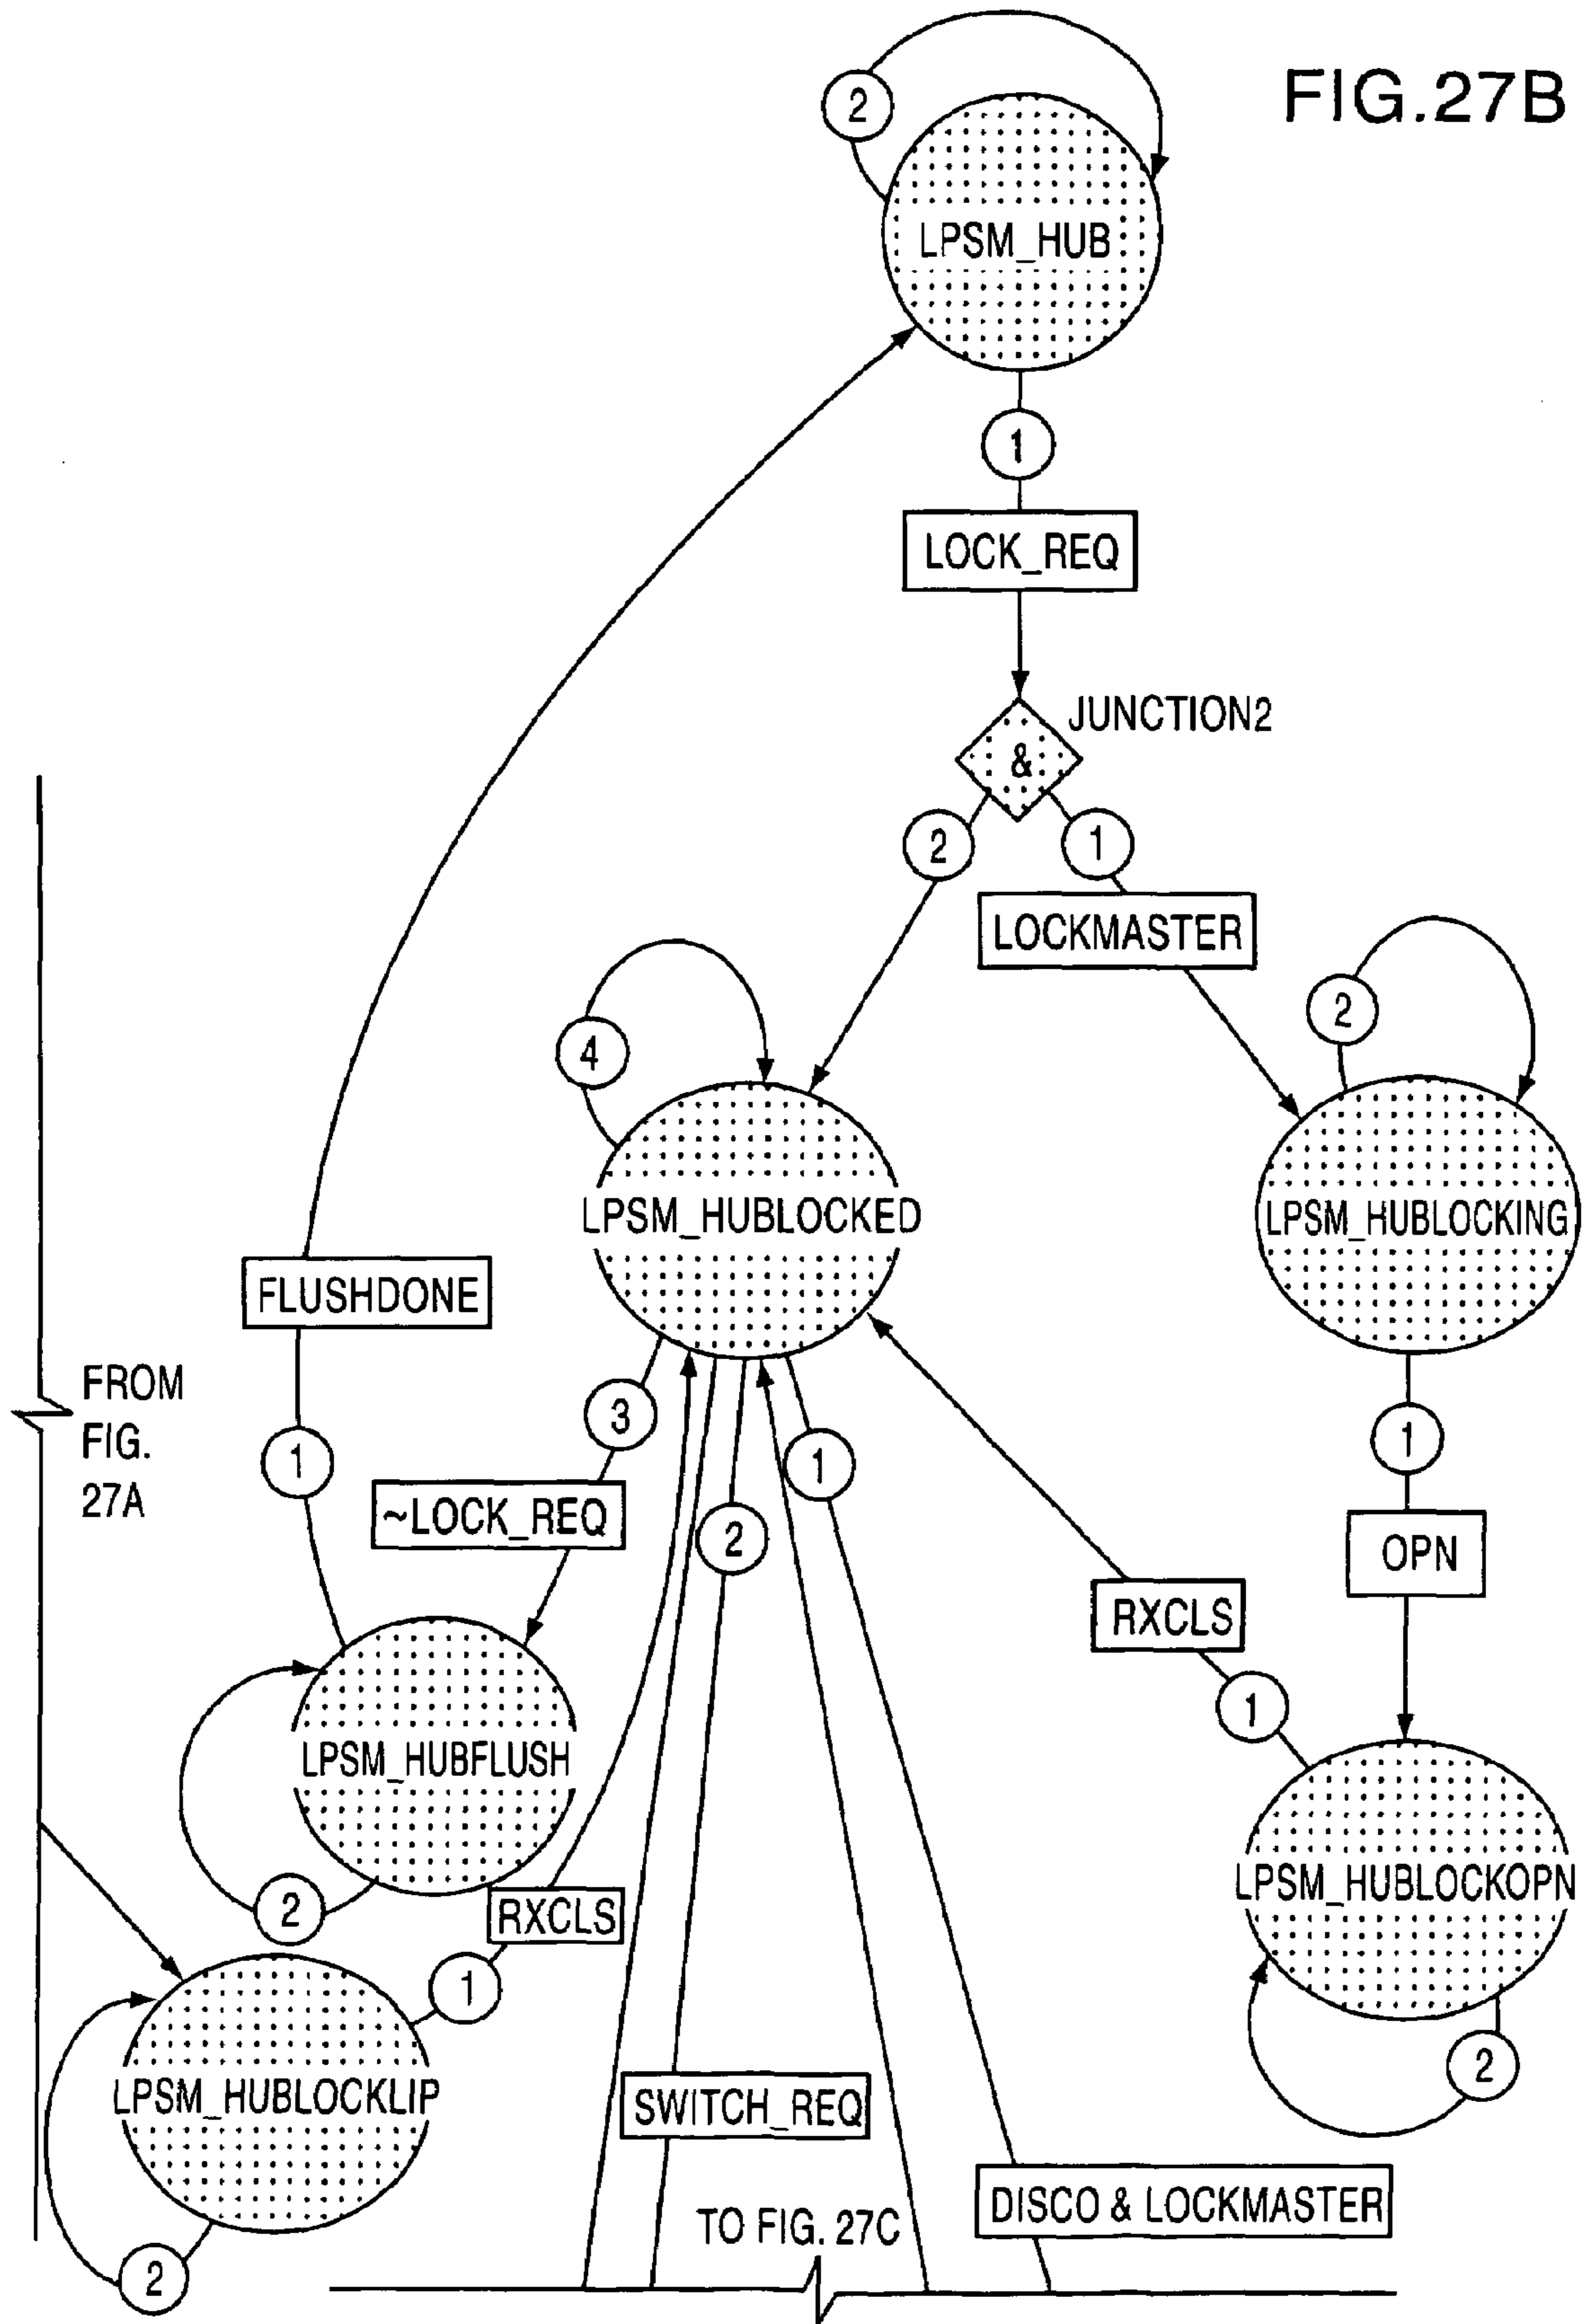 FIG.27B
2
LPSM_HUB
1
LOCK_REQ
JUNCTION2
&
2
1
LOCKMASTER
4
2
LPSM_HUBLOCKED
LPSM_HUBLOCKING
FLUSHDONE
FROM
FIG.
27A
3
1
1
1
~LOCK_REQ
2
OPN
RXCLS
1
LPSM_HUBFLUSH
2
RXCLS
LPSM_HUBLOCKOPN
1
2
LPSM_HUBLOCKLIP
SWITCH_REQ
DISCO & LOCKMASTER
TO FIG. 27C
2